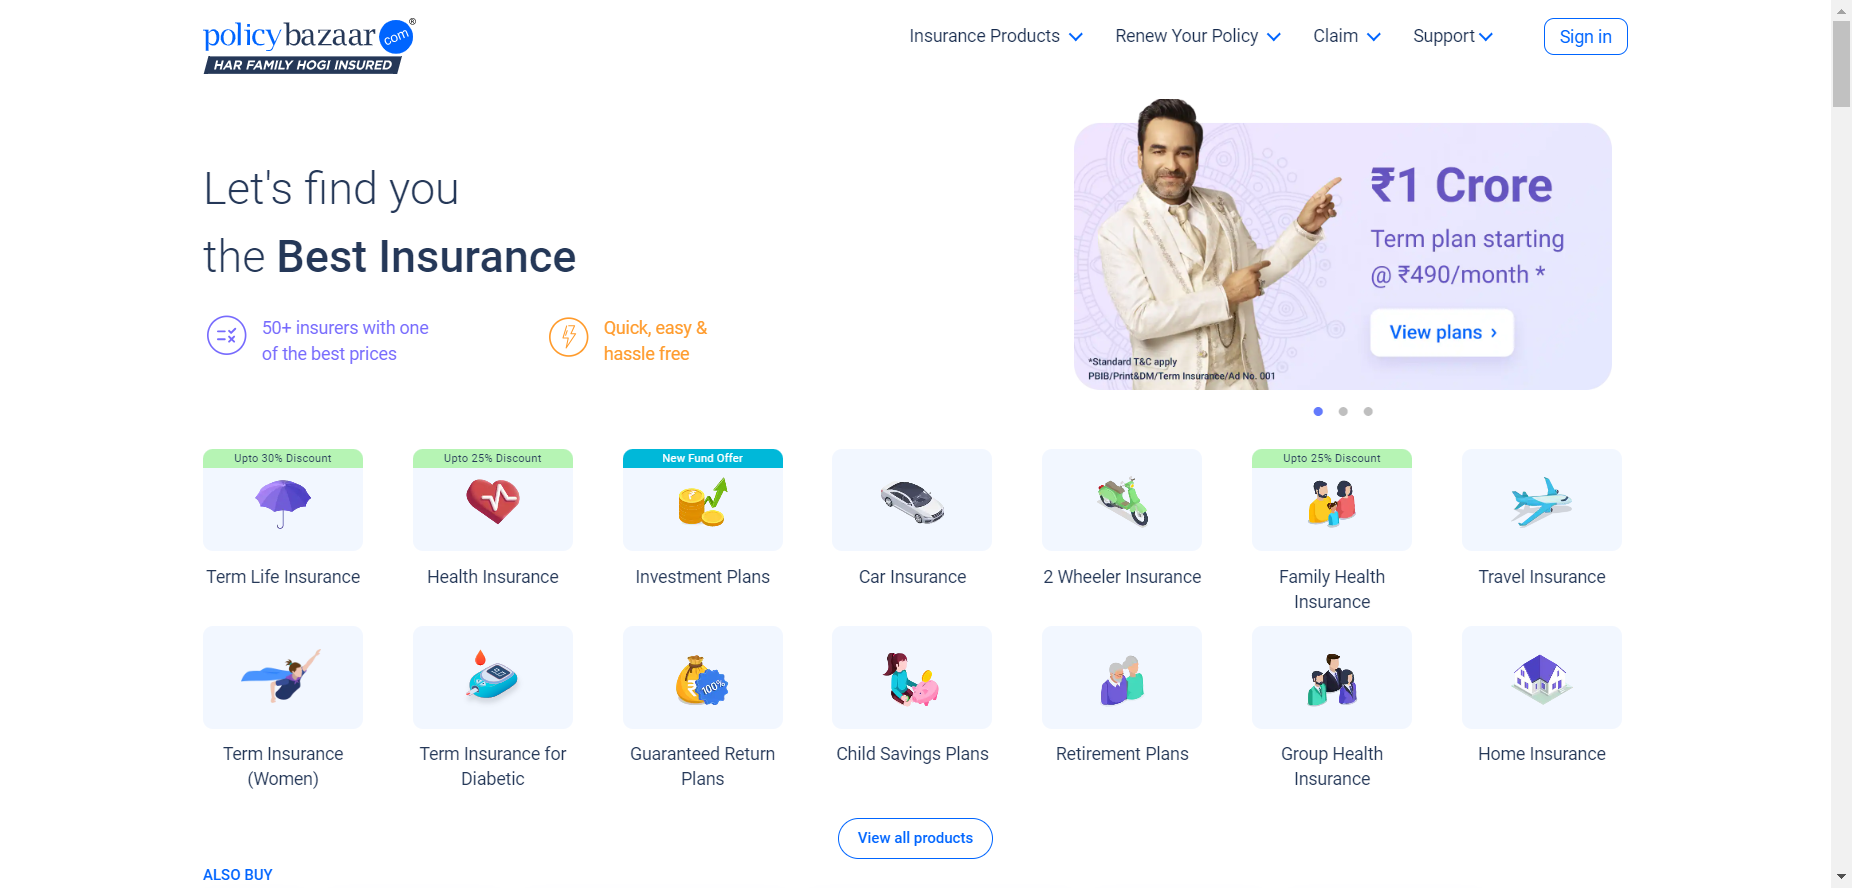 policybazaar com ®
HAR FAMILY HOGI INSURED
Insurance Products
Renew Your Policy
Claim
Support
Sign in
Let's find you
the Best Insurance
50+ insurers with one
of the best prices
Quick, easy &
hassle free
₹1 Crore
Term plan starting
@ ₹490/month *
View plans ›
*Standard T&C apply
PBIB/Print&DM/Term Insurance/Ad No. 001
Upto 30% Discount
Upto 25% Discount
New Fund Offer
Upto 25% Discount
Term Life Insurance
Health Insurance
Investment Plans
Car Insurance
2 Wheeler Insurance
Family Health
Insurance
Travel Insurance
₹
100%
Term Insurance
(Women)
Term Insurance for
Diabetic
Guaranteed Return
Plans
Child Savings Plans
Retirement Plans
Group Health
Insurance
Home Insurance
View all products
ALSO BUY